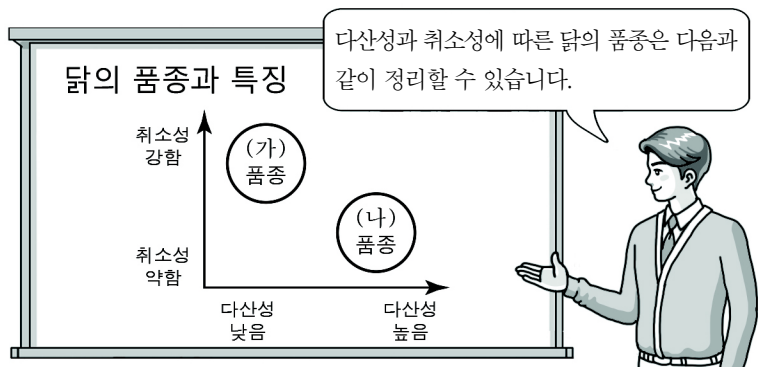 다산성과 취소성에 따른 닭의 품종은 다음과
같이 정리할 수 있습니다.
닭의 품종과 특징
취소성
강함
(가)
품종
(나)
품종
취소성
약함
다산성
낮음
다산성
높음